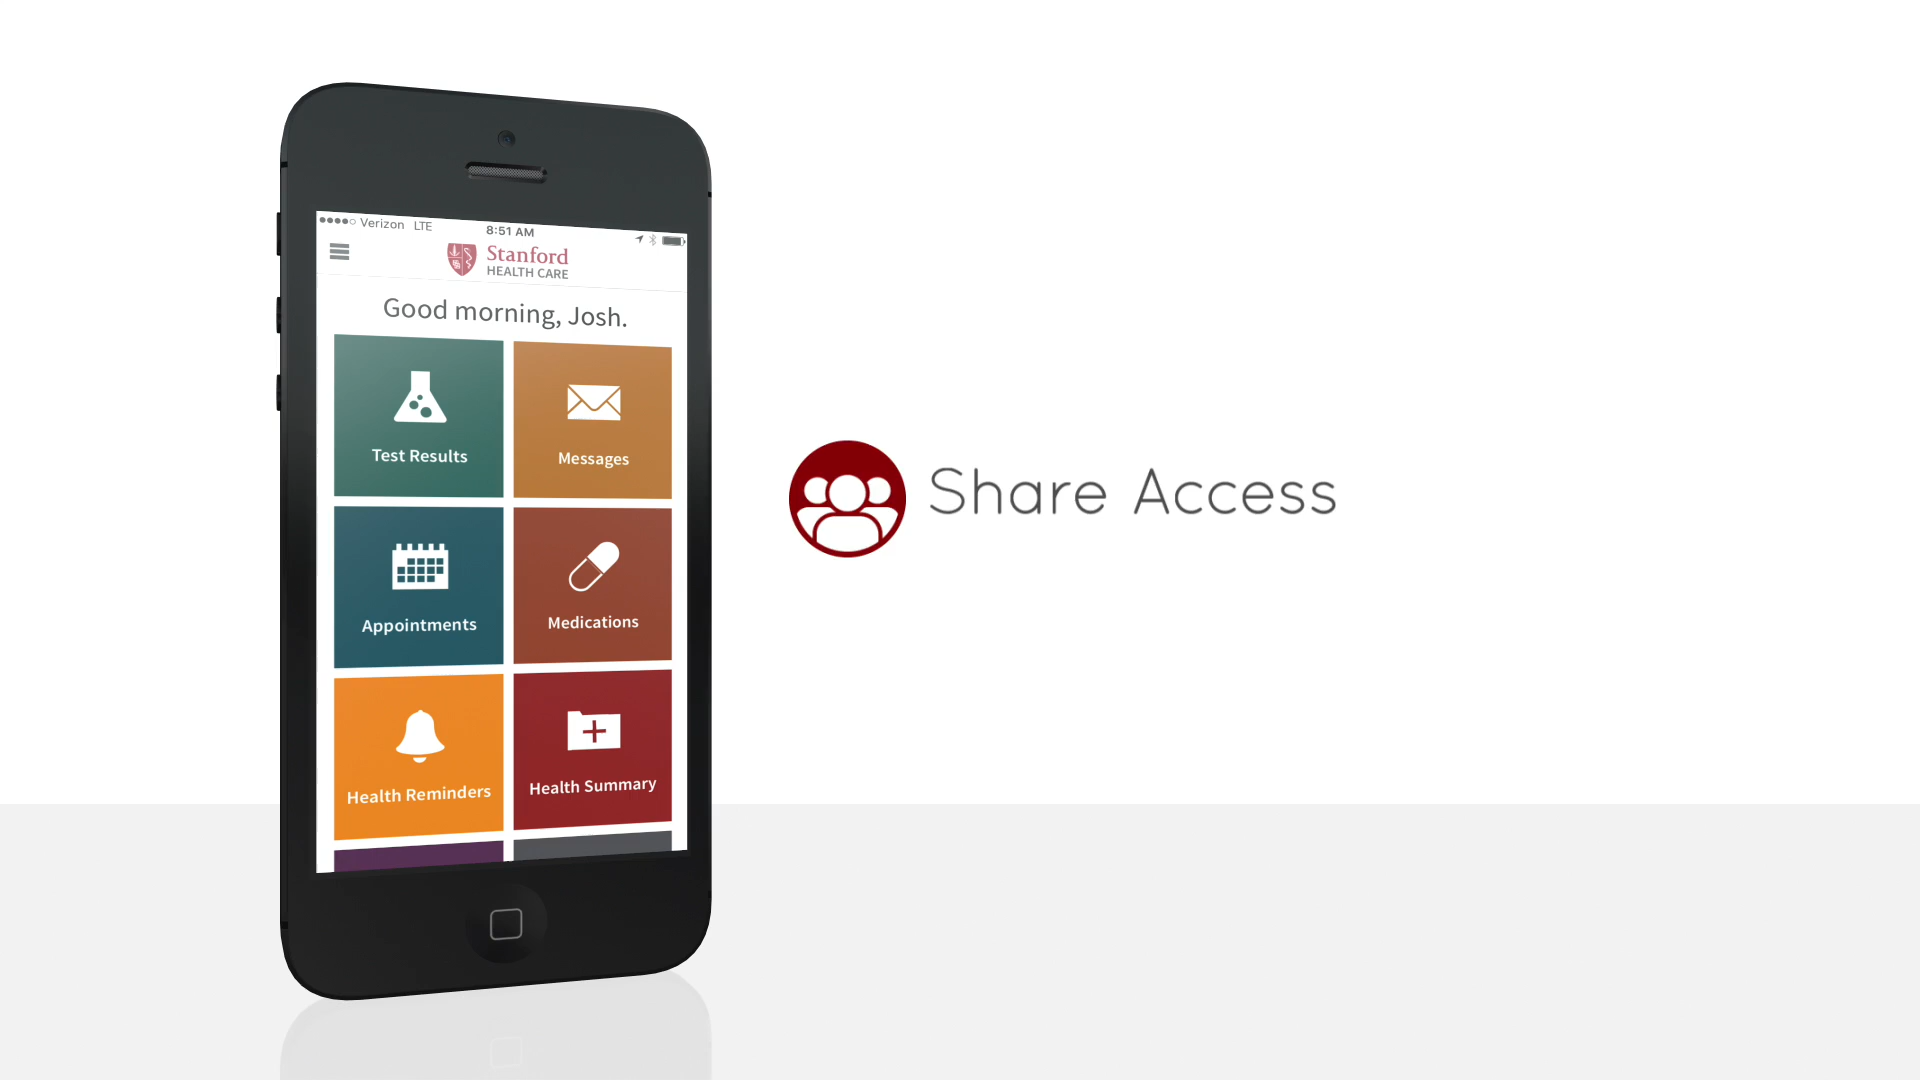 Verizon LTE
8:51 AM
Stanford
HEALTH CARE
Good morning, Josh.
Test Results
Messages
Appointments
Medications
Health Reminders
Health Summary
Share Access